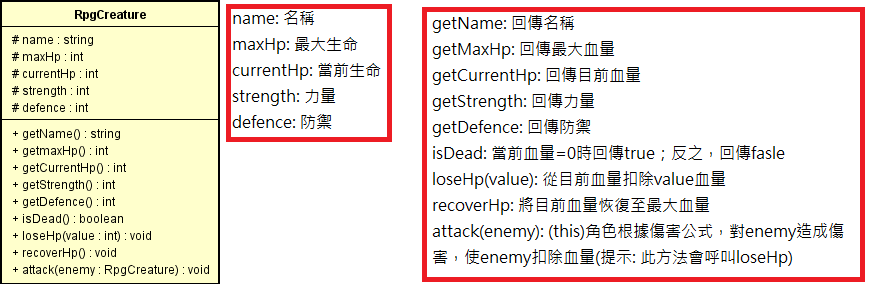 RpgCreature
# name : string
# maxHp : int
# currentHp : int
# strength : int
# defence : int
+ getName() : string
+ getmaxHp() : int
+ getCurrentHp() : int
+ getStrength() : int
+ getDefence() : int
+ isDead() : boolean
+ loseHp(value : int) : void
+ recoverHp() : void
+ attack(enemy : RpgCreature) : void
name: 名稱
maxHp: 最大生命
currentHp: 當前生命
strength: 力量
defence: 防禦
getName: 回傳名稱
getMaxHp: 回傳最大血量
getCurrentHp: 回傳目前血量
getStrength: 回傳力量
getDefence: 回傳防禦
isDead: 當前血量=0時回傳true；反之，回傳fasle
loseHp(value): 從目前血量扣除value血量
recoverHp: 將目前血量恢復至最大血量
attack(enemy): (this)角色根據傷害公式，對enemy造成傷
害，使enemy扣除血量(提示: 此方法會呼叫loseHp)